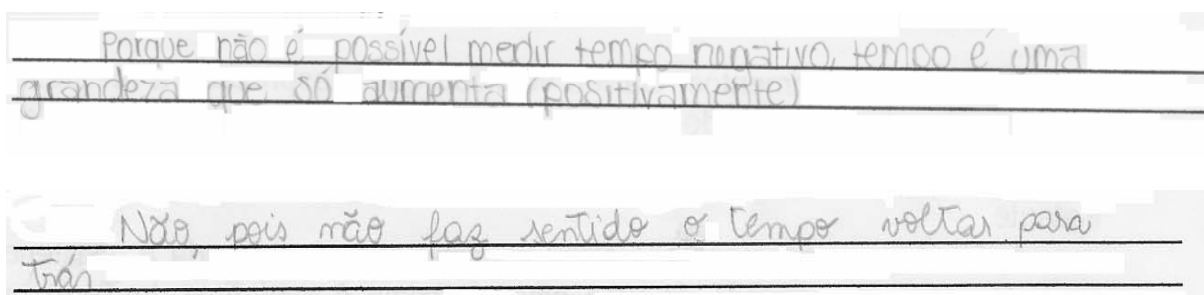 Porque não é possível medir tempo negativo, tempo é uma
grandeza que só aumenta (positivamente)
Não, pois não faz sentido o tempo voltar para
trás